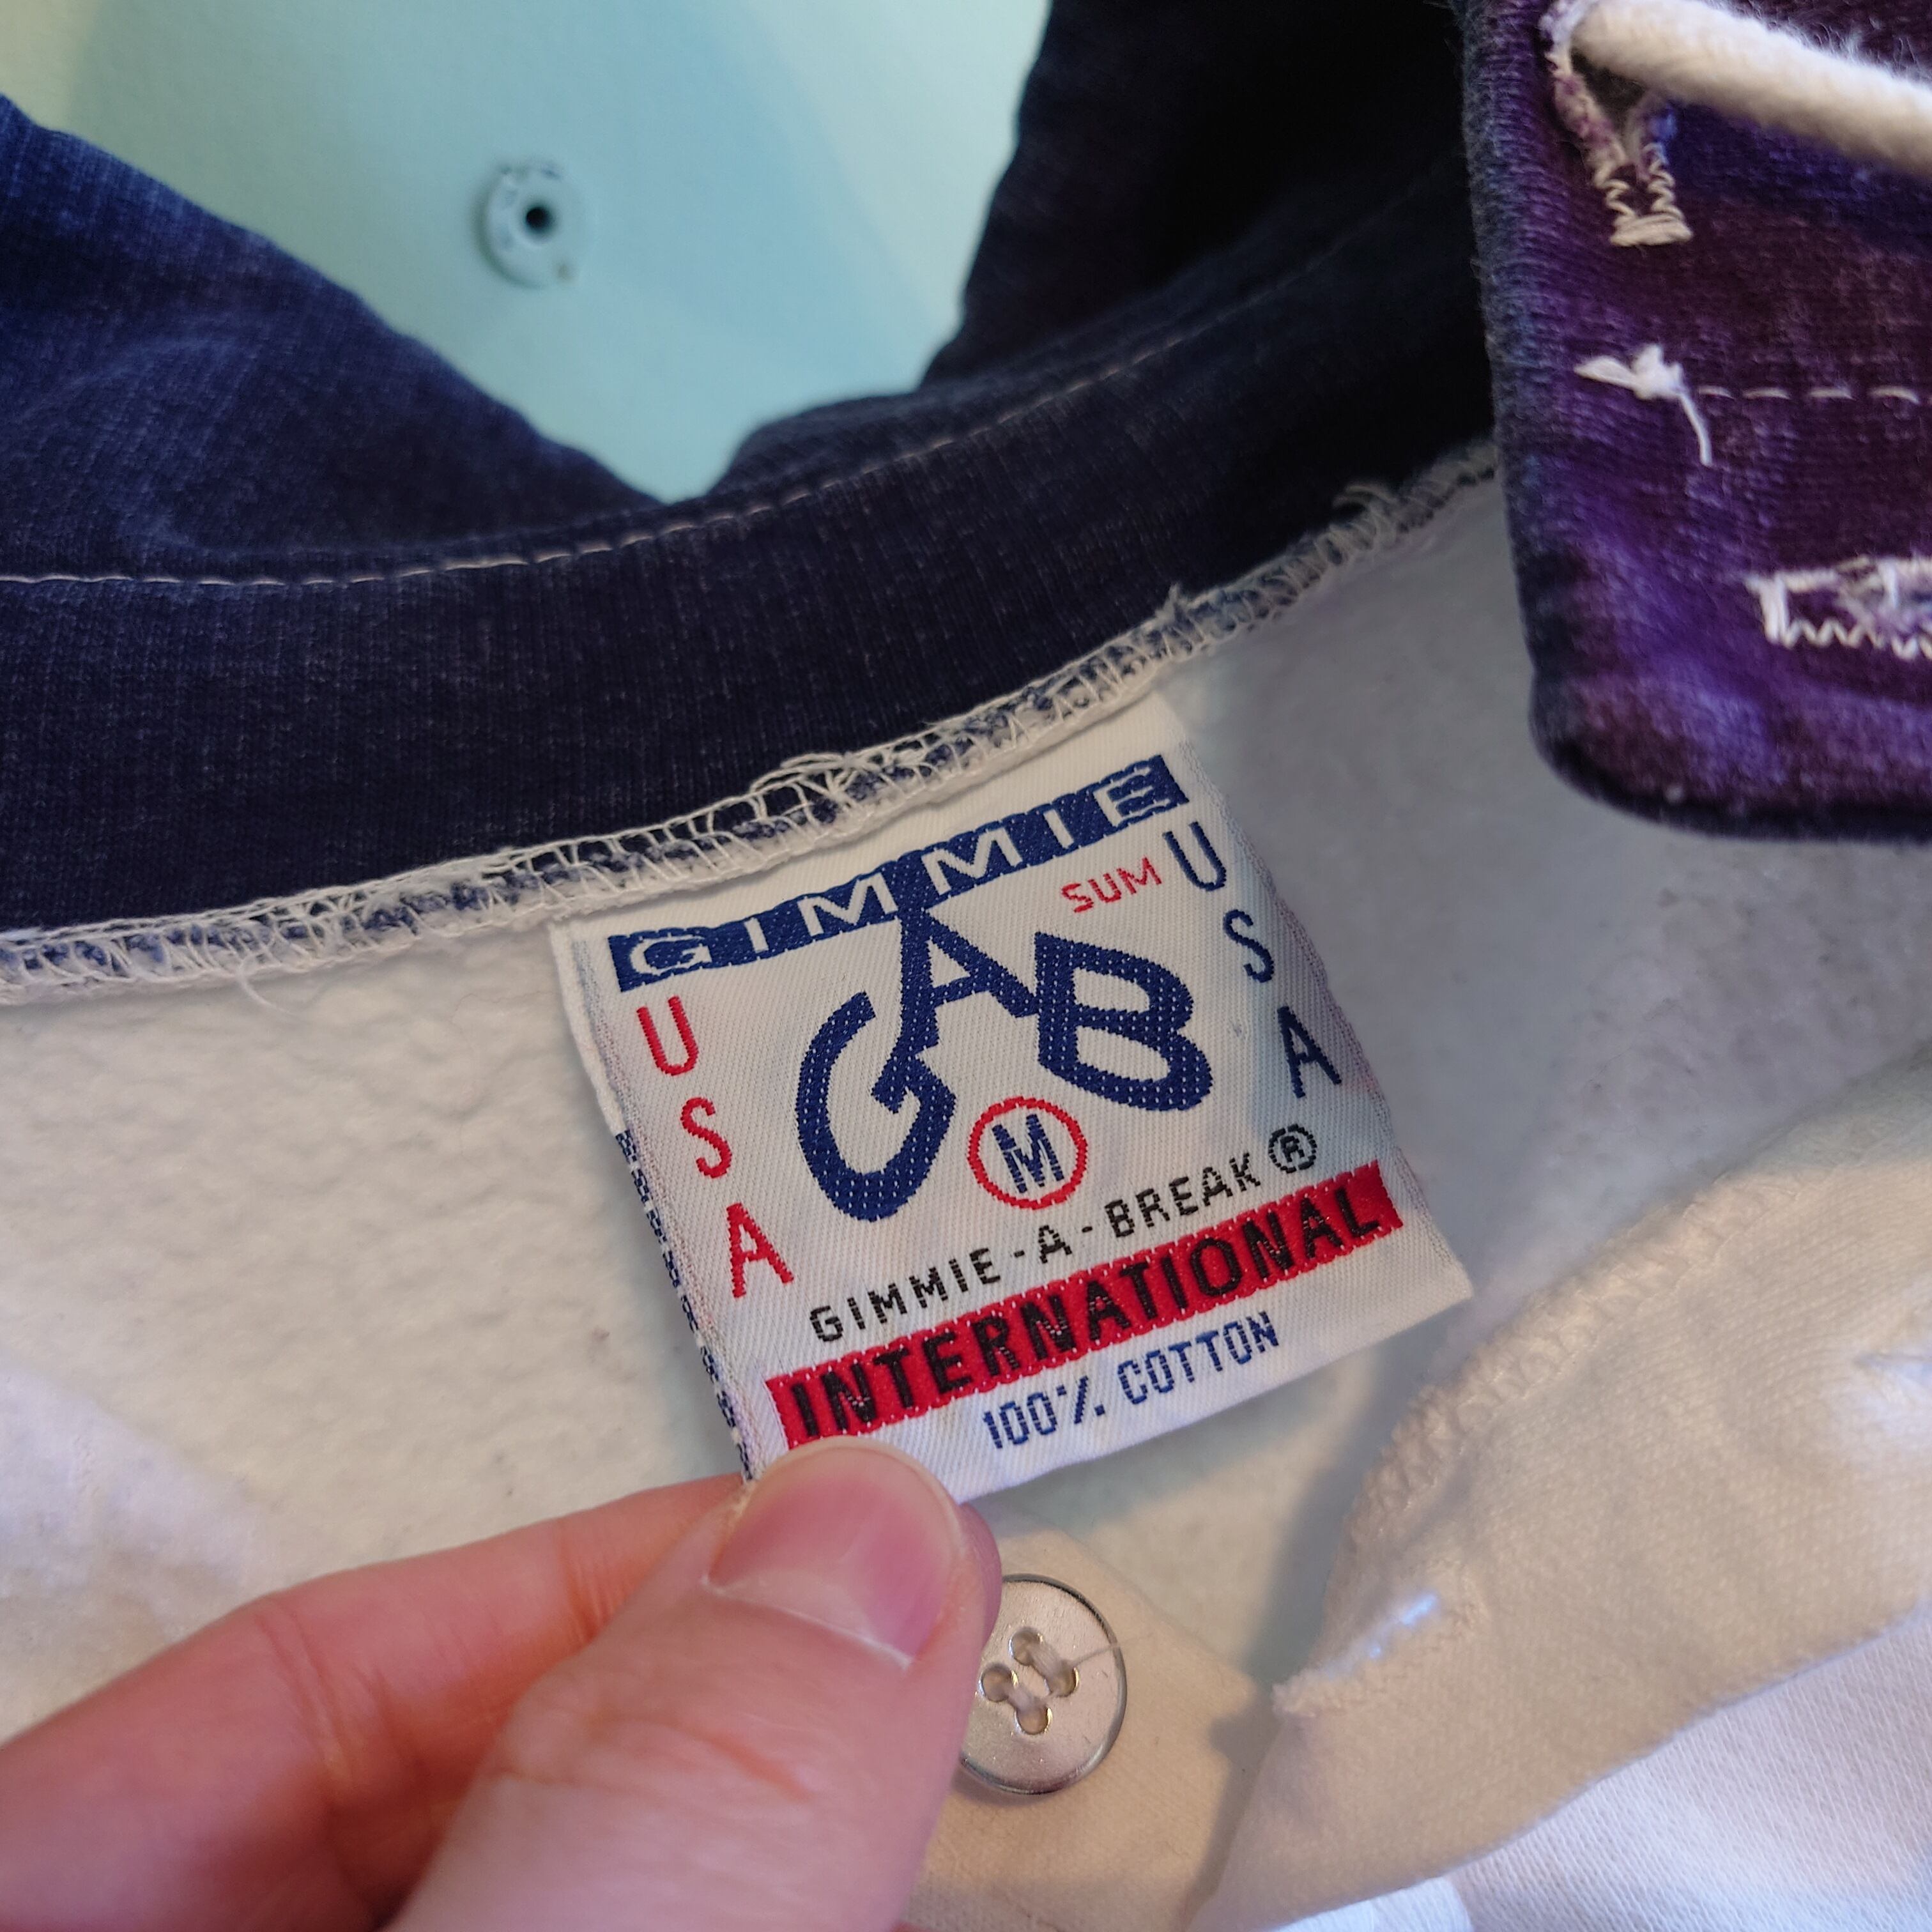 GIMMIE
SUM
GAB
USA
USA
M
GIMMIE-A-BREAK®
INTERNATIONAL
100% COTTON